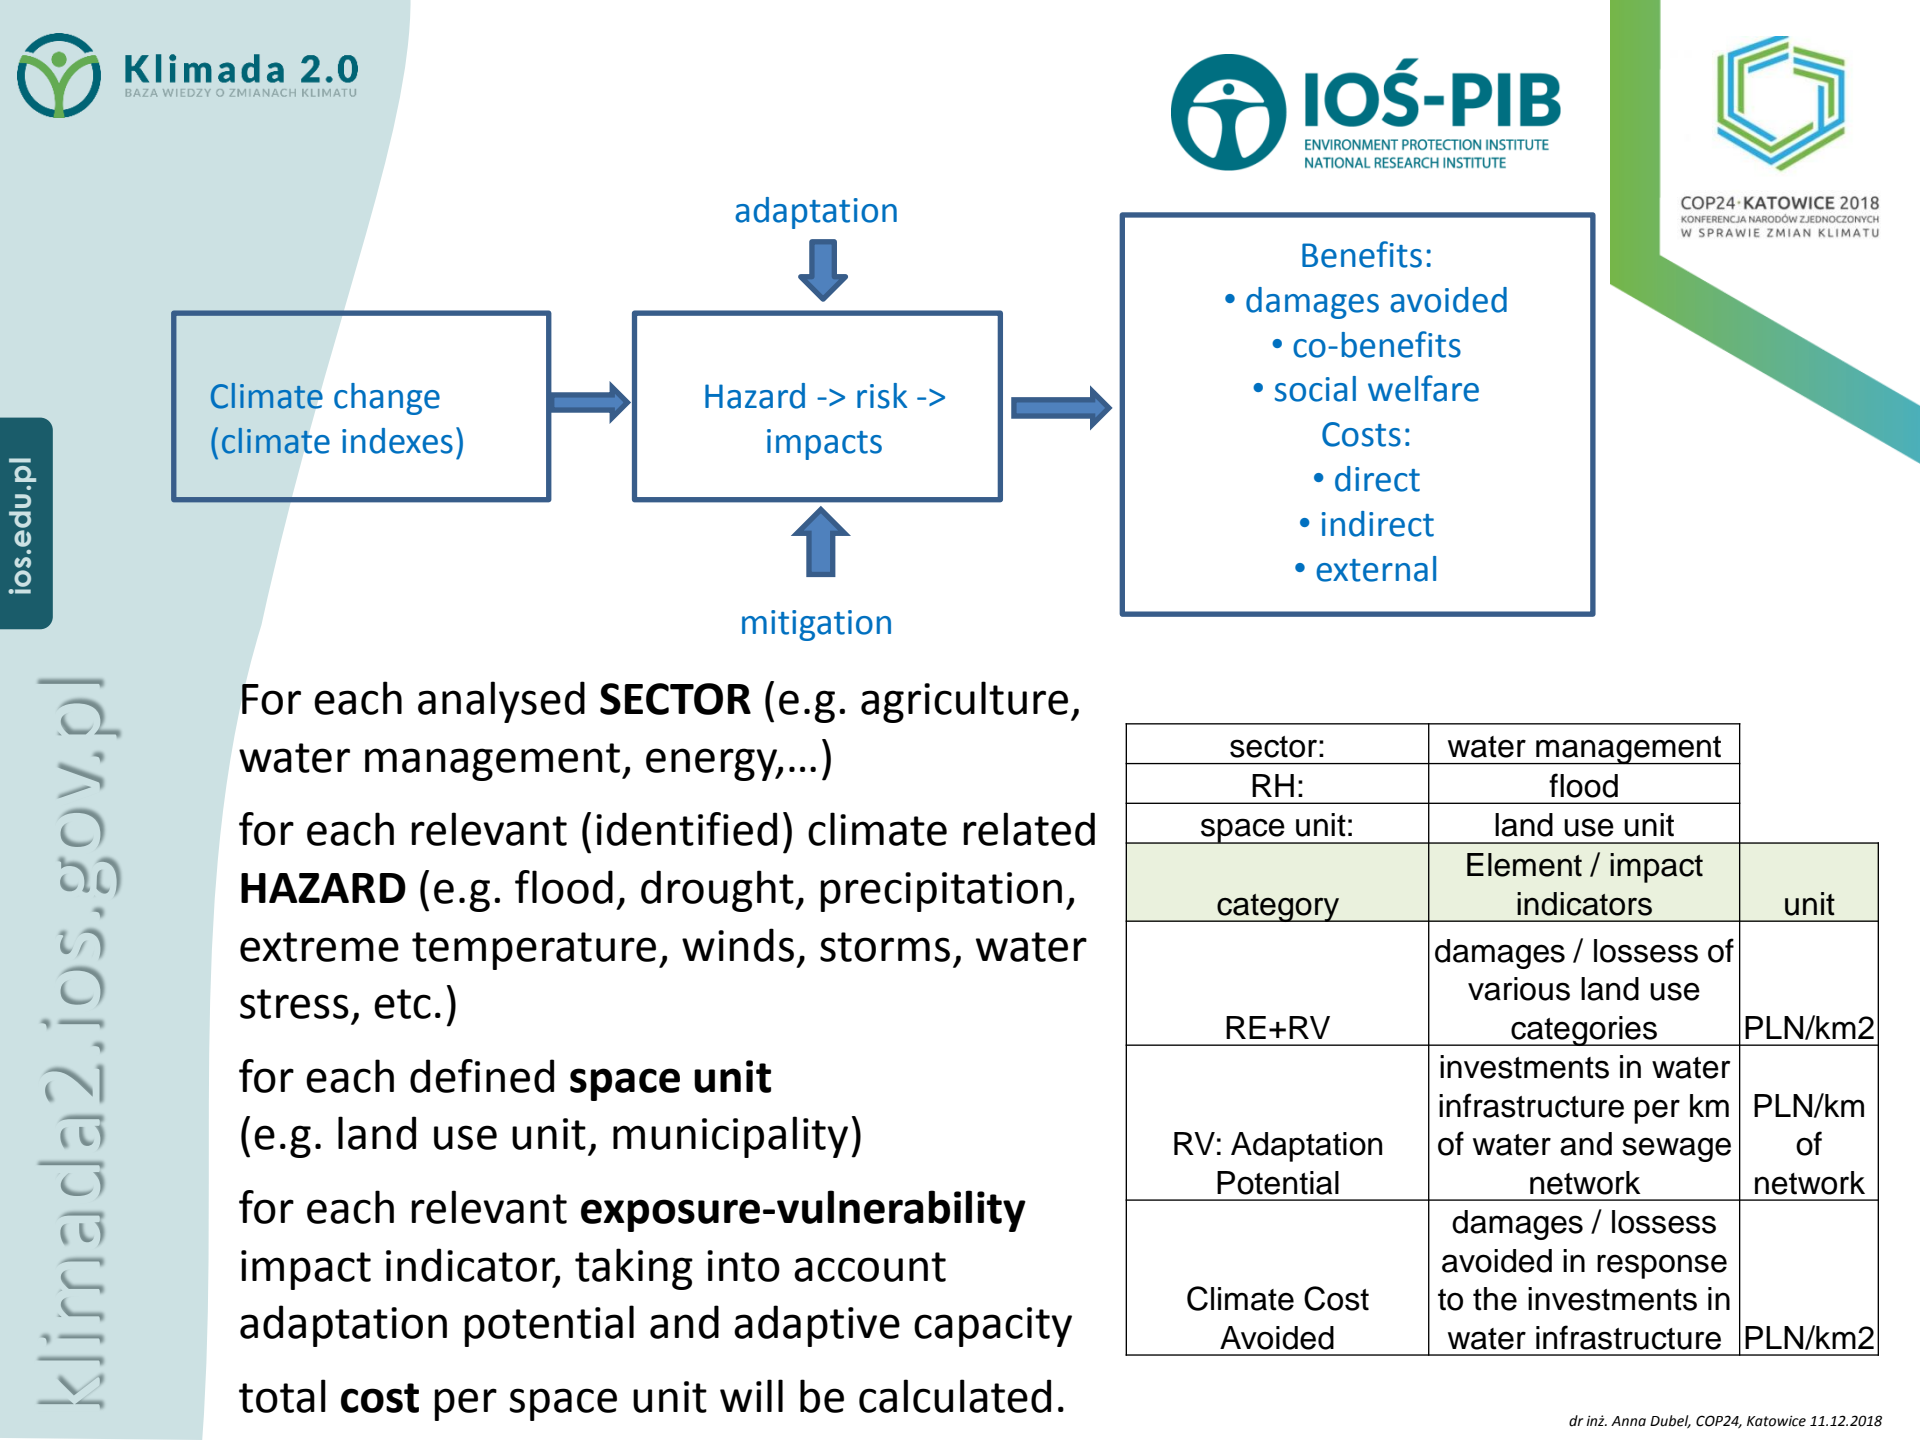 Klimada 2.0
BAZA WIEDZY O ZMIANACH KLIMATU
IOŚ-PIB
ENVIRONMENT PROTECTION INSTITUTE
NATIONAL RESEARCH INSTITUTE
COP24·KATOWICE 2018
KONFERENCJA NARODÓW ZJEDNOCZONYCH
W SPRAWIE ZMIAN KLIMATU
ios.edu.pl
klimada2.ios.gov.pl
adaptation
Climate change
(climate indexes)
Hazard -> risk ->
impacts
mitigation
Benefits:
• damages avoided
• co-benefits
• social welfare
Costs:
• direct
• indirect
• external
For each analysed SECTOR (e.g. agriculture,
water management, energy,...)
for each relevant (identified) climate related
HAZARD (e.g. flood, drought, precipitation,
extreme temperature, winds, storms, water
stress, etc.)
for each defined space unit
(e.g. land use unit, municipality)
for each relevant exposure-vulnerability
impact indicator, taking into account
adaptation potential and adaptive capacity
total cost per space unit will be calculated.
sector: water management
RH: flood
space unit: land use unit
category Element / impact indicators unit
RE+RV damages / lossess of various land use categories PLN/km2
RV: Adaptation Potential investments in water infrastructure per km of water and sewage network PLN/km of network
Climate Cost Avoided damages / lossess avoided in response to the investments in water infrastructure PLN/km2
dr inż. Anna Dubel, COP24, Katowice 11.12.2018